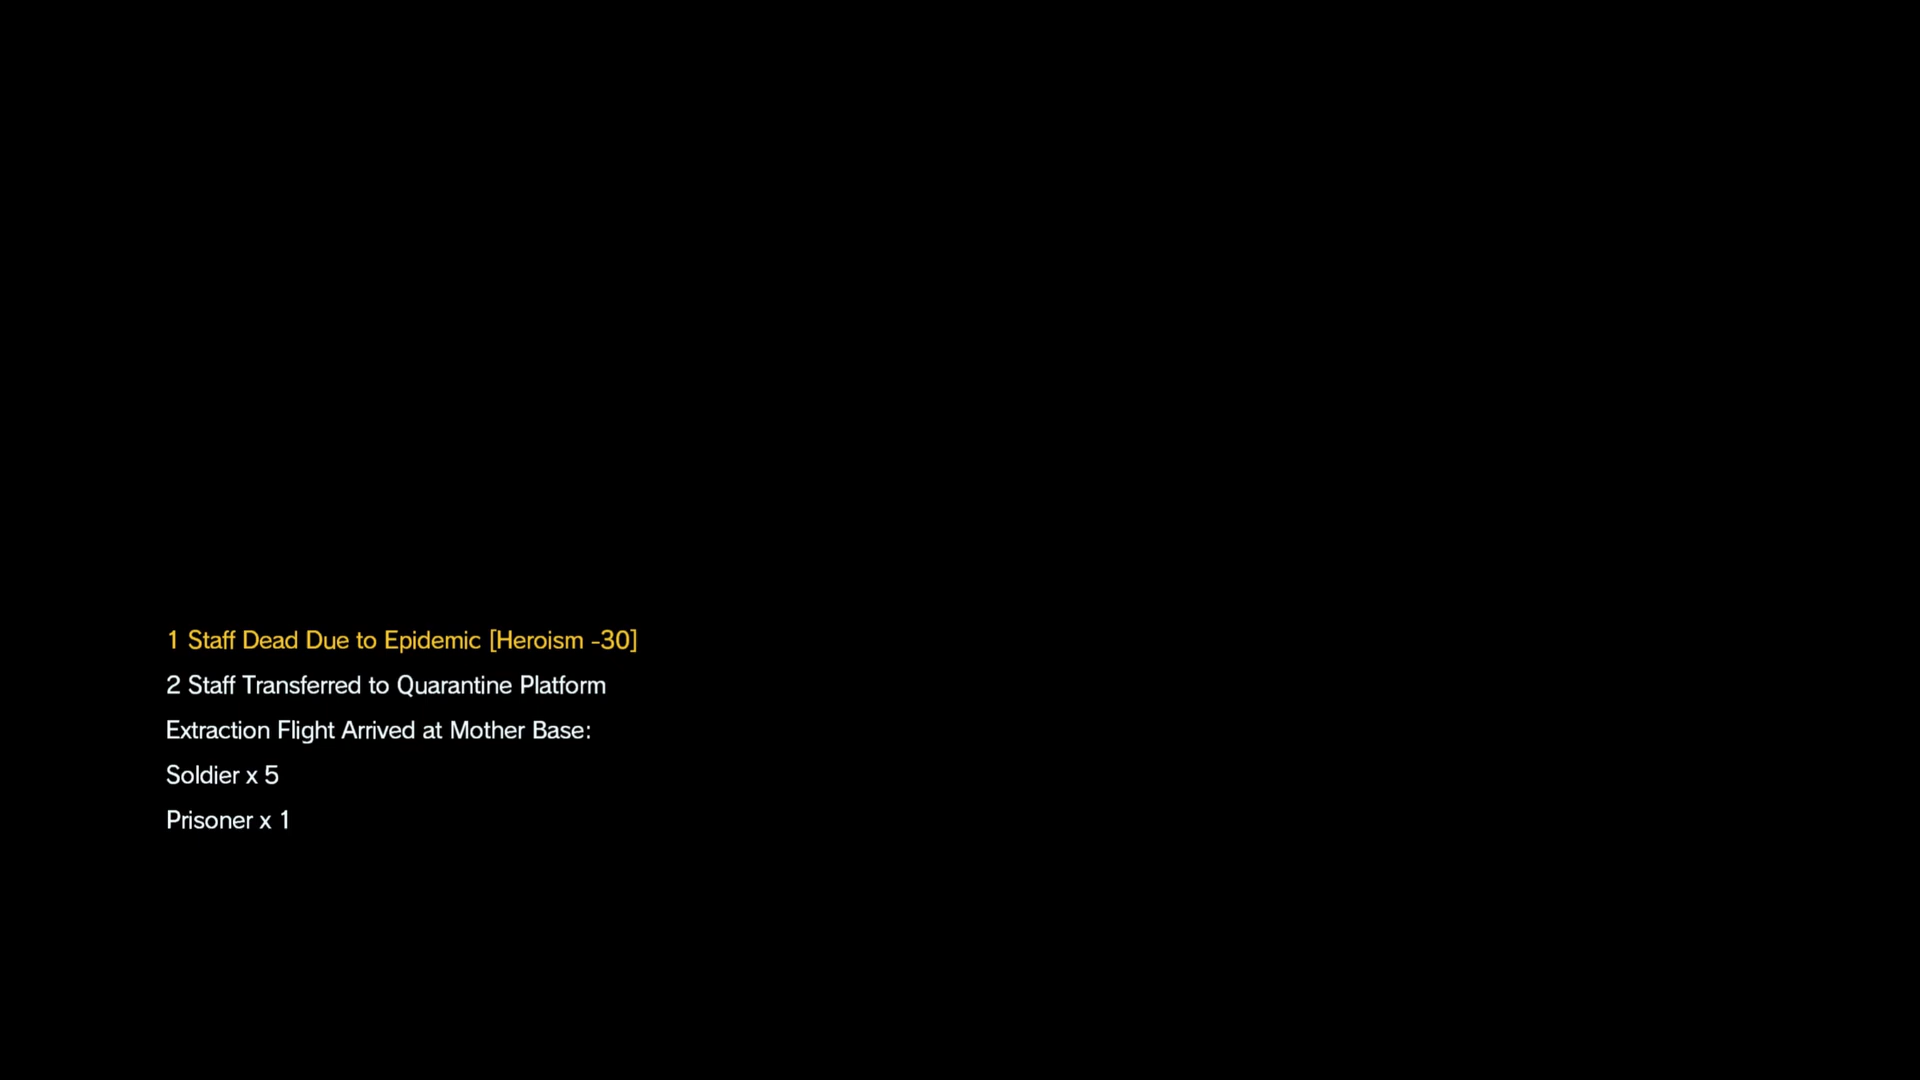 1 Staff Dead Due to Epidemic [Heroism -30]
2 Staff Transferred to Quarantine Platform
Extraction Flight Arrived at Mother Base:
Soldier x 5
Prisoner x 1